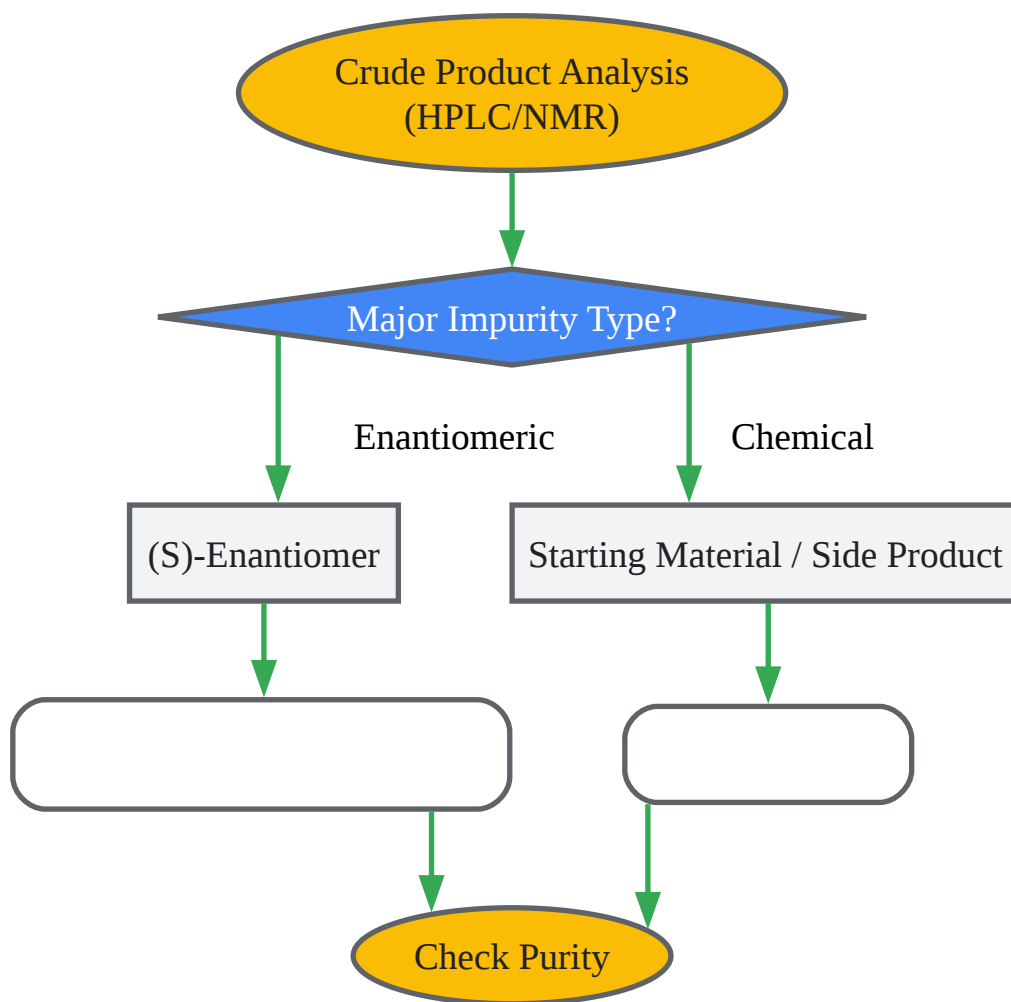 Crude Product Analysis
(HPLC/NMR)
Major Impurity Type?
Enantiomeric
Chemical
(S)-Enantiomer
Starting Material / Side Product
Check Purity